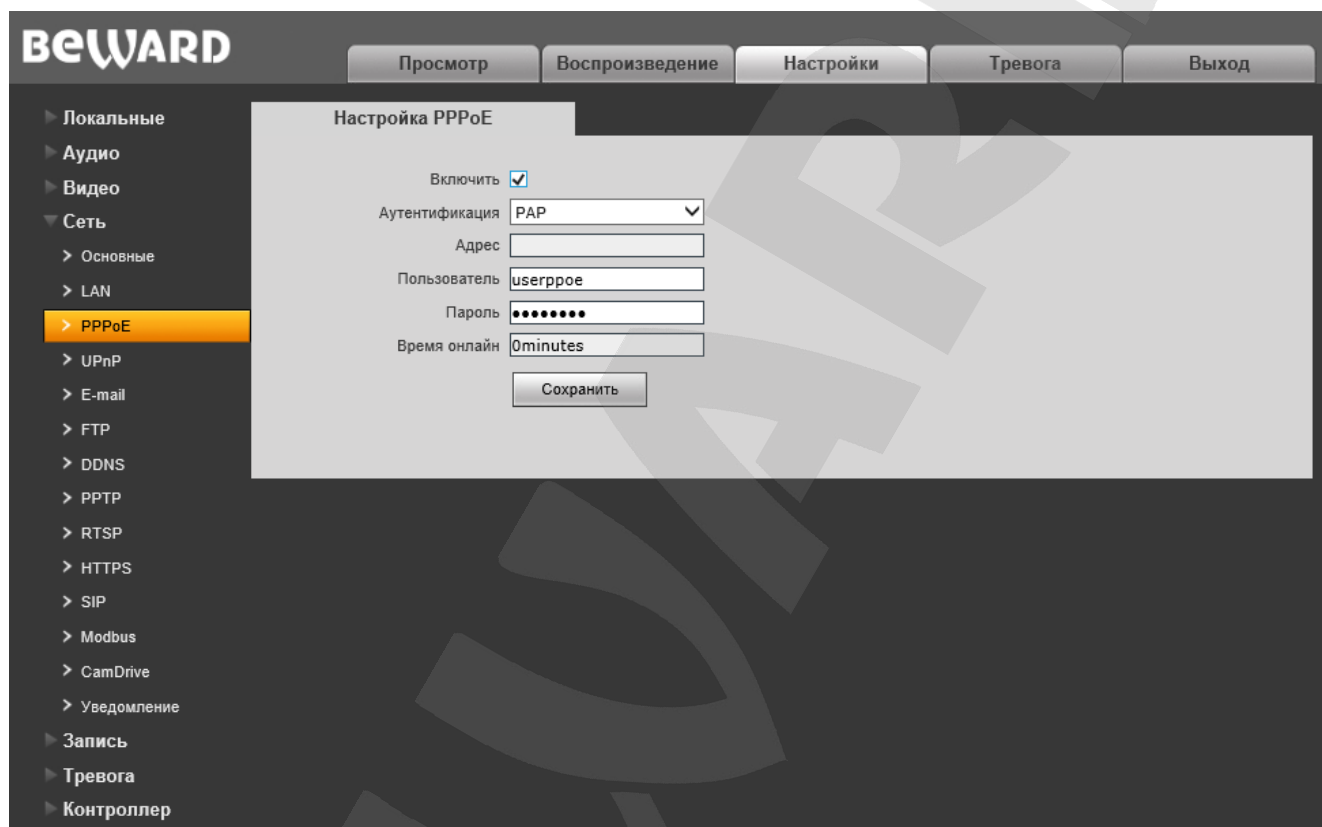 BEWARD
Просмотр
Воспроизведение
Настройки
Тревога
Выход
Локальные
Аудио
Видео
Сеть
Основные
LAN
PPPoE
UPnP
E-mail
FTP
DDNS
PPTP
RTSP
HTTPS
SIP
Modbus
CamDrive
Уведомление
Запись
Тревога
Контроллер
Настройка PPPoE
Включить
Аутентификация PAP
Адрес
Пользователь userppoe
Пароль ••••••••
Время онлайн 0minutes
Сохранить